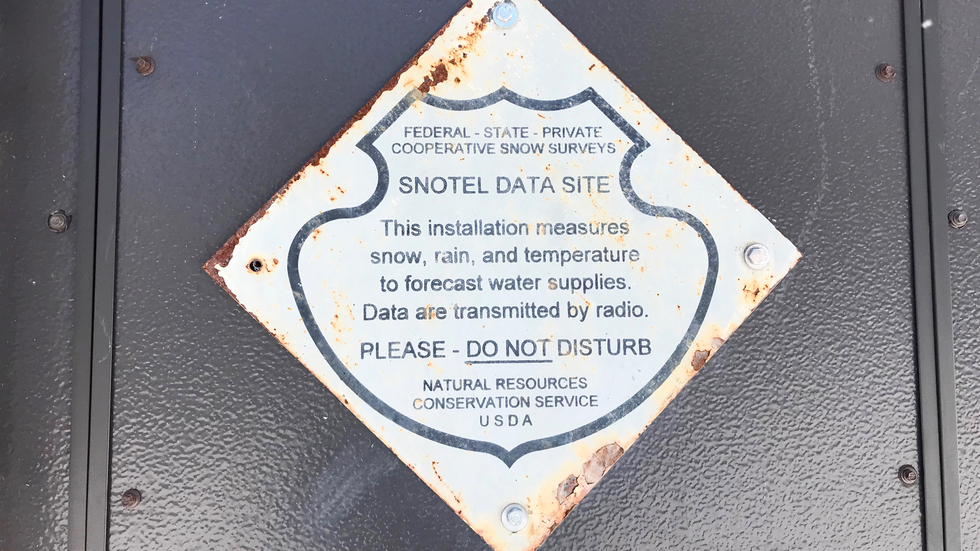 FEDERAL - STATE - PRIVATE
COOPERATIVE SNOW SURVEYS
SNOTEL DATA SITE
This installation measures
snow, rain, and temperature
to forecast water supplies.
Data are transmitted by radio.
PLEASE - DO NOT DISTURB
NATURAL RESOURCES
CONSERVATION SERVICE
USDA